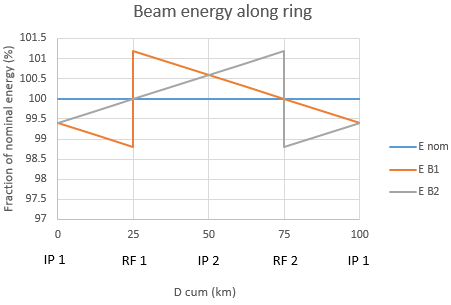 Beam energy along ring
Fraction of nominal energy (%)
101.5
101
100.5
100
99.5
99
98.5
98
97.5
97
0 25 50 75 100
IP 1 RF 1 IP 2 RF 2 IP 1
D cum (km)
E nom
E B1
E B2